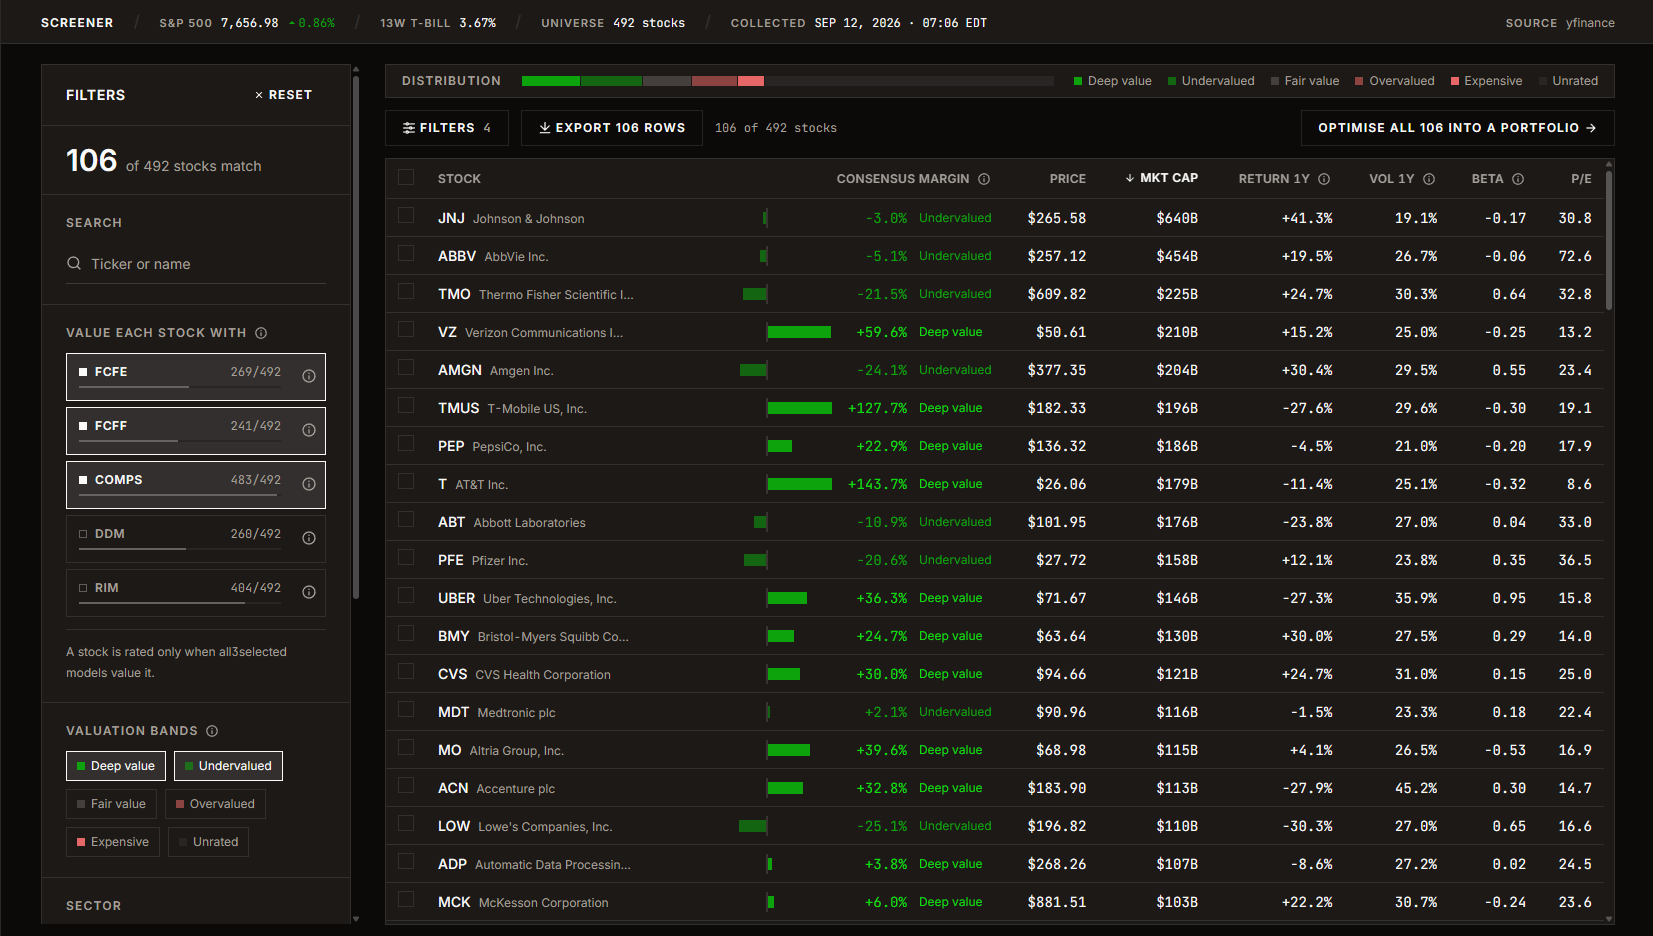 SCREENER / S&P 500 7,656.98 0.86% / 13W T-BILL 3.67% / UNIVERSE 492 stocks / COLLECTED SEP 12, 2026 · 07:06 EDT SOURCE yfinance
FILTERS × RESET
106 of 492 stocks match
SEARCH
Ticker or name
VALUE EACH STOCK WITH
FCFE 269/492
FCFF 241/492
COMPS 483/492
DDM 260/492
RIM 404/492
A stock is rated only when all3selected
models value it.
VALUATION BANDS
Deep value Undervalued
Fair value Overvalued
Expensive Unrated
SECTOR
DISTRIBUTION Deep value Undervalued Fair value Overvalued Expensive Unrated
FILTERS 4 EXPORT 106 ROWS 106 of 492 stocks OPTIMISE ALL 106 INTO A PORTFOLIO →
STOCK CONSENSUS MARGIN PRICE ↓ MKT CAP RETURN 1Y VOL 1Y BETA P/E
JNJ Johnson & Johnson -3.0% Undervalued $265.58 $640B +41.3% 19.1% -0.17 30.8
ABBV AbbVie Inc. -5.1% Undervalued $257.12 $454B +19.5% 26.7% -0.06 72.6
TMO Thermo Fisher Scientific I... -21.5% Undervalued $609.82 $225B +24.7% 30.3% 0.64 32.8
VZ Verizon Communications I... +59.6% Deep value $50.61 $210B +15.2% 25.0% -0.25 13.2
AMGN Amgen Inc. -24.1% Undervalued $377.35 $204B +30.4% 29.5% 0.55 23.4
TMUS T-Mobile US, Inc. +127.7% Deep value $182.33 $196B -27.6% 29.6% -0.30 19.1
PEP PepsiCo, Inc. +22.9% Deep value $136.32 $186B -4.5% 21.0% -0.20 17.9
T AT&T Inc. +143.7% Deep value $26.06 $179B -11.4% 25.1% -0.32 8.6
ABT Abbott Laboratories -10.9% Undervalued $101.95 $176B -23.8% 27.0% 0.04 33.0
PFE Pfizer Inc. -20.6% Undervalued $27.72 $158B +12.1% 23.8% 0.35 36.5
UBER Uber Technologies, Inc. +36.3% Deep value $71.67 $146B -27.3% 35.9% 0.95 15.8
BMY Bristol-Myers Squibb Co... +24.7% Deep value $63.64 $130B +30.0% 27.5% 0.29 14.0
CVS CVS Health Corporation +30.0% Deep value $94.66 $121B +24.7% 31.0% 0.15 25.0
MDT Medtronic plc +2.1% Undervalued $90.96 $116B -1.5% 23.3% 0.18 22.4
MO Altria Group, Inc. +39.6% Deep value $68.98 $115B +4.1% 26.5% -0.53 16.9
ACN Accenture plc +32.8% Deep value $183.90 $113B -27.9% 45.2% 0.30 14.7
LOW Lowe's Companies, Inc. -25.1% Undervalued $196.82 $110B -30.3% 27.0% 0.65 16.6
ADP Automatic Data Processin... +3.8% Deep value $268.26 $107B -8.6% 27.2% 0.02 24.5
MCK McKesson Corporation +6.0% Deep value $881.51 $103B +22.2% 30.7% -0.24 23.6